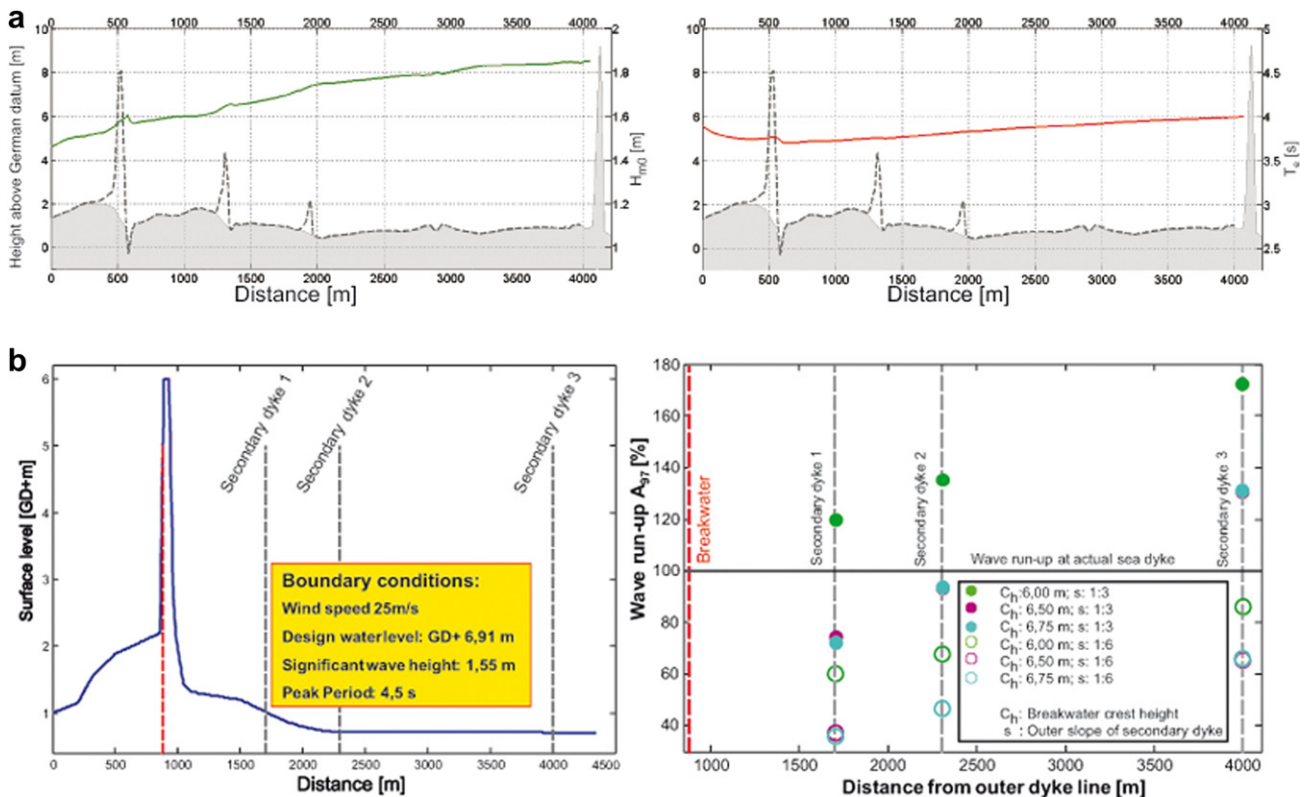 a
Height above German datum [m]
10
8
6
4
2
0
0
500
1000
1500
2000
2500
3000
3500
4000
0
500
1000
1500
2000
2500
3000
3500
4000
Distance [m]
2
1.8
1.6
1.4
1.2
1
Hm0 [m]
10
8
6
4
2
0
0
500
1000
1500
2000
2500
3000
3500
4000
0
500
1000
1500
2000
2500
3000
3500
4000
Distance [m]
5
4.5
4
3.5
3
2.5
Te [s]
b
Surface level [GD+m]
6
5
4
3
2
1
0
500
1000
1500
2000
2500
3000
3500
4000
4500
Distance [m]
Secondary dyke 1
Secondary dyke 2
Secondary dyke 3
Boundary conditions:
Wind speed 25m/s
Design water level: GD+ 6,91 m
Significant wave height: 1,55 m
Peak Period: 4,5 s
Wave run-up A97 [%]
180
160
140
120
100
80
60
40
1000
1500
2000
2500
3000
3500
4000
Distance from outer dyke line [m]
Breakwater
Secondary dyke 1
Secondary dyke 2
Secondary dyke 3
Wave run-up at actual sea dyke
Ch:6,00 m; s: 1:3
Ch: 6,50 m; s: 1:3
Ch: 6,75 m; s: 1:3
Ch: 6,00 m; s: 1:6
Ch: 6,50 m; s: 1:6
Ch: 6,75 m; s: 1:6
Ch: Breakwater crest height
s : Outer slope of secondary dyke